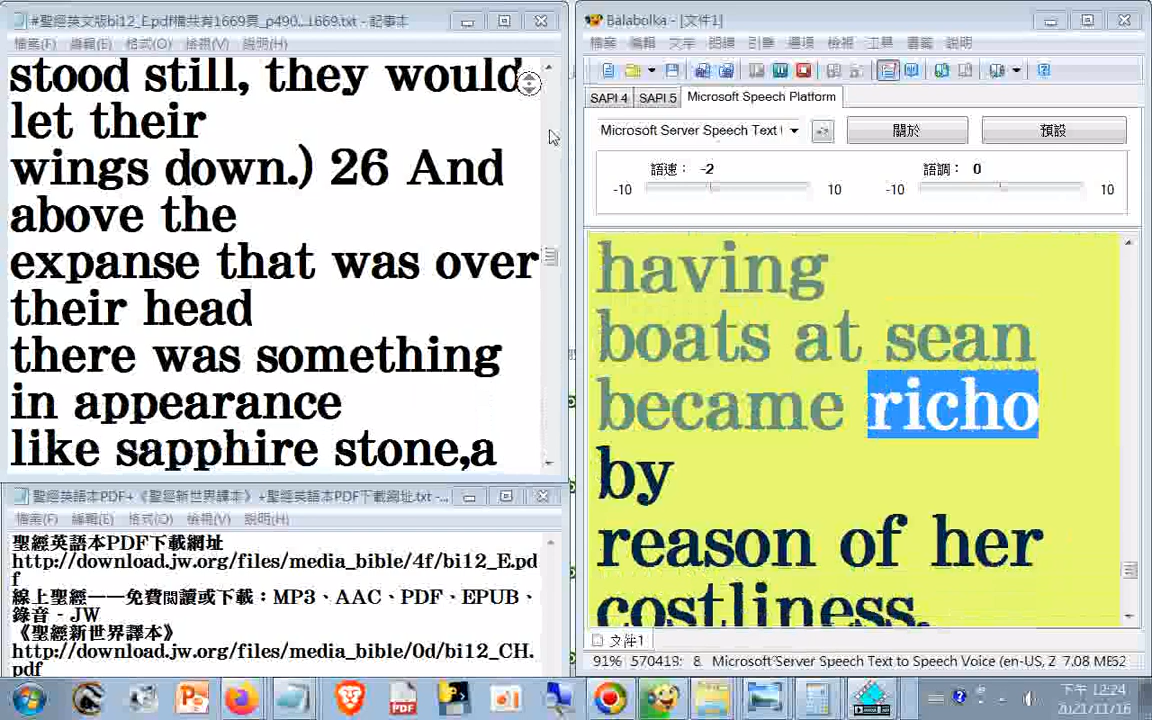 #聖經英文版bi12_E.pdf檔共有1669頁_p490...1669.txt - 記事本
檔案(F) 編輯(E) 格式(O) 檢視(V) 說明(H)
stood still, they would
let their
wings down.) 26 And
above the
expanse that was over
their head
there was something
in appearance
like sapphire stone,a
聖經英語本PDF+《聖經新世界譯本》+聖經英語本PDF下載網址.txt - ...
檔案(F) 編輯(E) 格式(O) 檢視(V) 說明(H)
聖經英語本PDF下載網址
http://download.jw.org/files/media_bible/4f/bi12_E.pd
f
線上聖經——免費閱讀或下載：MP3、AAC、PDF、EPUB、
錄音 - JW
《聖經新世界譯本》
http://download.jw.org/files/media_bible/0d/bi12_CH.
pdf
Balabolka - [文件1]
檔案 編輯 文字 朗讀 引擎 選項 檢視 工具 書籤 說明
SAPI 4 SAPI 5 Microsoft Speech Platform
Microsoft Server Speech Text
關於 預設
語速： -2 語調： 0
-10 10 -10 10
having
boats at sean
became richo
by
reason of her
costliness,
文件1
91% 570413: 8 Microsoft Server Speech Text to Speech Voice (en-US, Z 7.08 MB
下午 12:24
2021/11/16